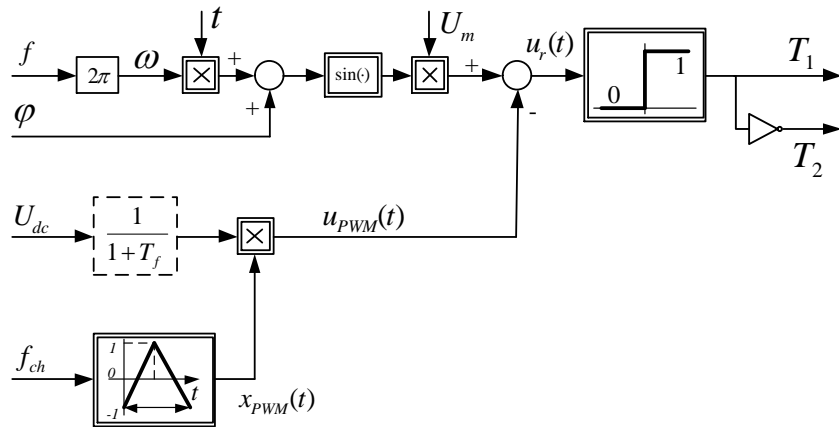 t
U_m
f
2π
ω
×
+
+
sin(·)
×
+
-
u_r(t)
0
1
T_1
φ
T_2
U_dc
1
1+T_f
×
u_PWM(t)
f_ch
1
0
-1
t
x_PWM(t)